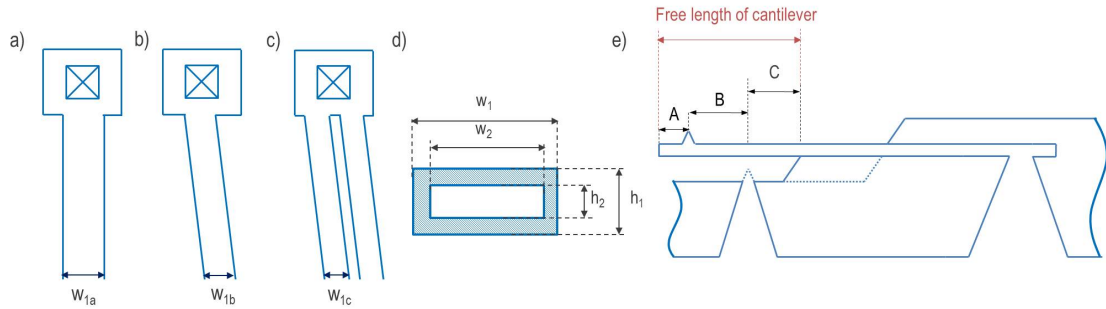 a)
b)
c)
d)
e)
Free length of cantilever
A
B
C
w1
w2
h2
h1
w1a
w1b
w1c